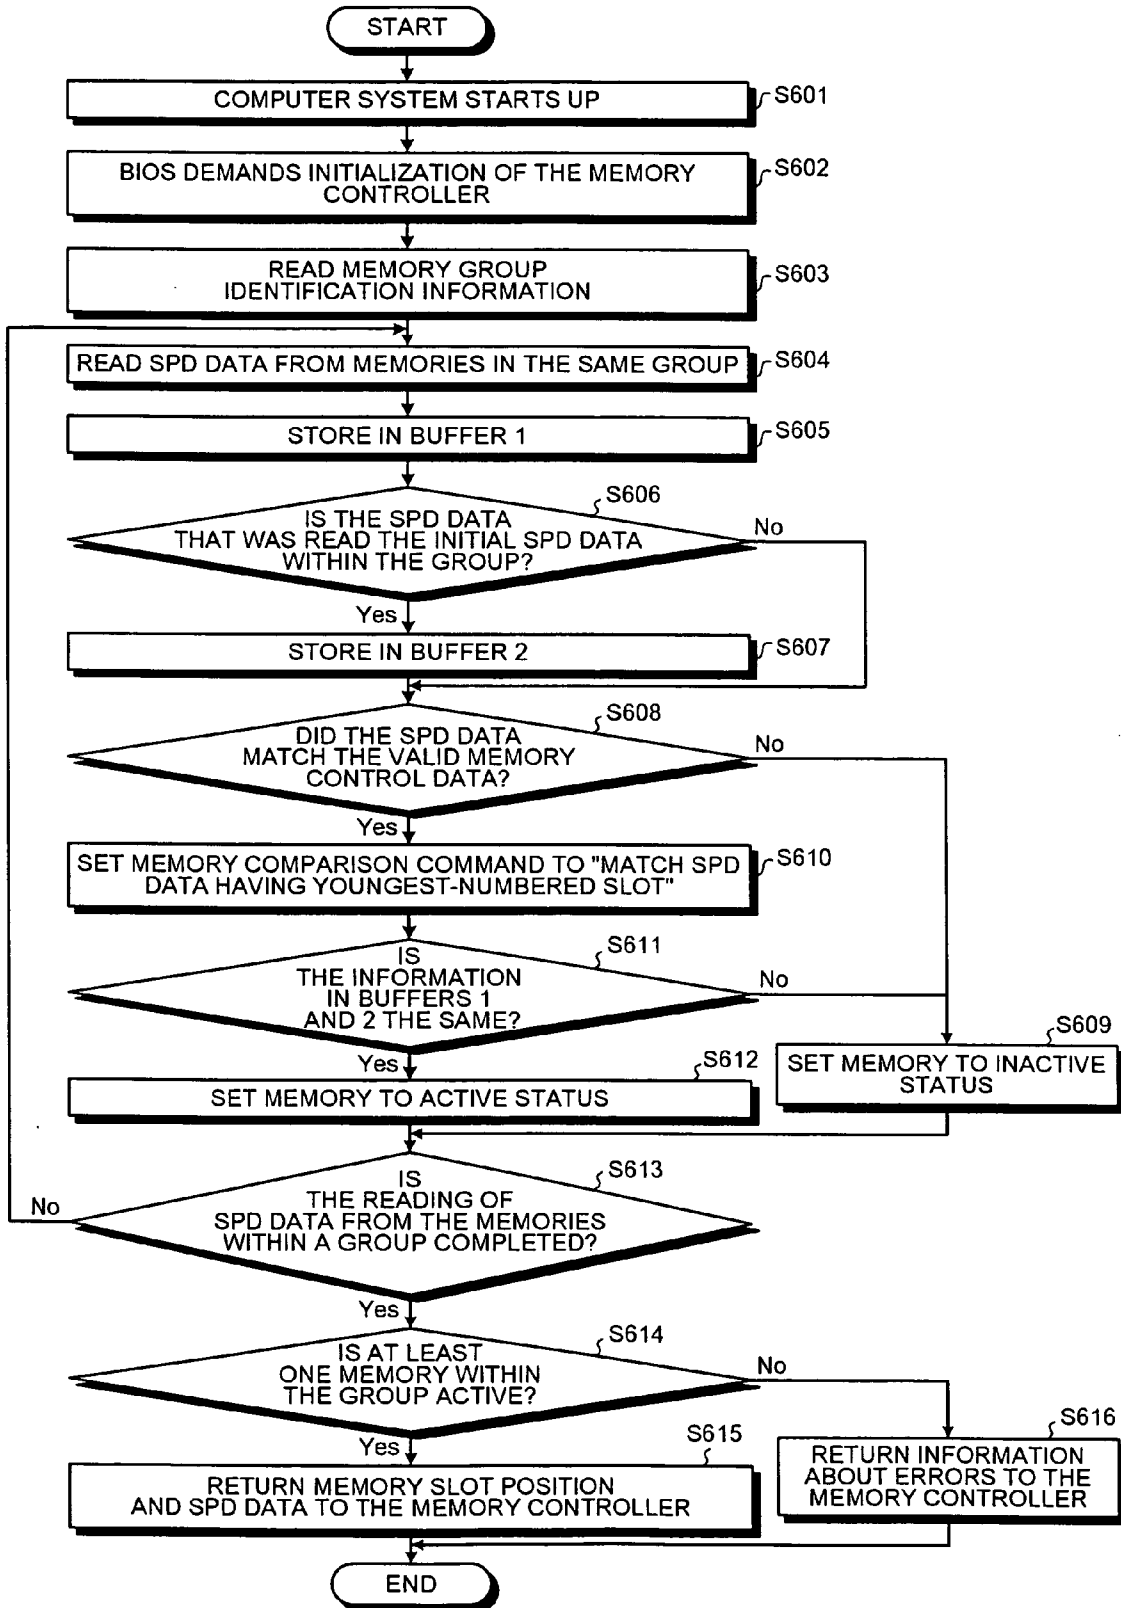 START
COMPUTER SYSTEM STARTS UP
S601
BIOS DEMANDS INITIALIZATION OF THE MEMORY
CONTROLLER
S602
READ MEMORY GROUP
IDENTIFICATION INFORMATION
S603
READ SPD DATA FROM MEMORIES IN THE SAME GROUP
S604
STORE IN BUFFER 1
S605
S606
IS THE SPD DATA
THAT WAS READ THE INITIAL SPD DATA
WITHIN THE GROUP?
No
Yes
STORE IN BUFFER 2
S607
S608
DID THE SPD DATA
MATCH THE VALID MEMORY
CONTROL DATA?
No
Yes
SET MEMORY COMPARISON COMMAND TO "MATCH SPD
DATA HAVING YOUNGEST-NUMBERED SLOT"
S610
S611
IS
THE INFORMATION
IN BUFFERS 1
AND 2 THE SAME?
No
Yes
S609
SET MEMORY TO INACTIVE
STATUS
S612
SET MEMORY TO ACTIVE STATUS
S613
IS
THE READING OF
SPD DATA FROM THE MEMORIES
WITHIN A GROUP COMPLETED?
No
Yes
S614
IS AT LEAST
ONE MEMORY WITHIN
THE GROUP ACTIVE?
No
Yes
S615
RETURN MEMORY SLOT POSITION
AND SPD DATA TO THE MEMORY CONTROLLER
S616
RETURN INFORMATION
ABOUT ERRORS TO THE
MEMORY CONTROLLER
END